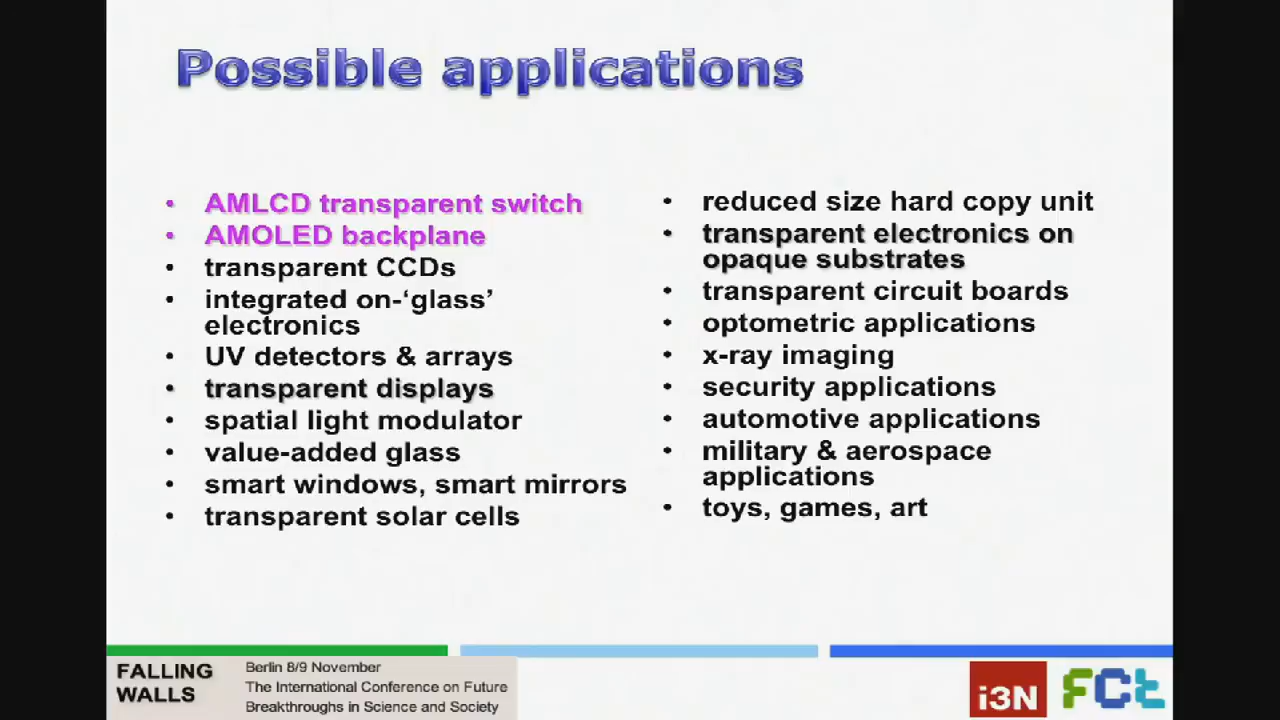 Possible applications
• AMLCD transparent switch
• AMOLED backplane
• transparent CCDs
• integrated on-‘glass’
electronics
• UV detectors & arrays
• transparent displays
• spatial light modulator
• value-added glass
• smart windows, smart mirrors
• transparent solar cells
• reduced size hard copy unit
• transparent electronics on
opaque substrates
• transparent circuit boards
• optometric applications
• x-ray imaging
• security applications
• automotive applications
• military & aerospace
applications
• toys, games, art
FALLING
WALLS
Berlin 8/9 November
The International Conference on Future
Breakthroughs in Science and Society
i3N
FCt